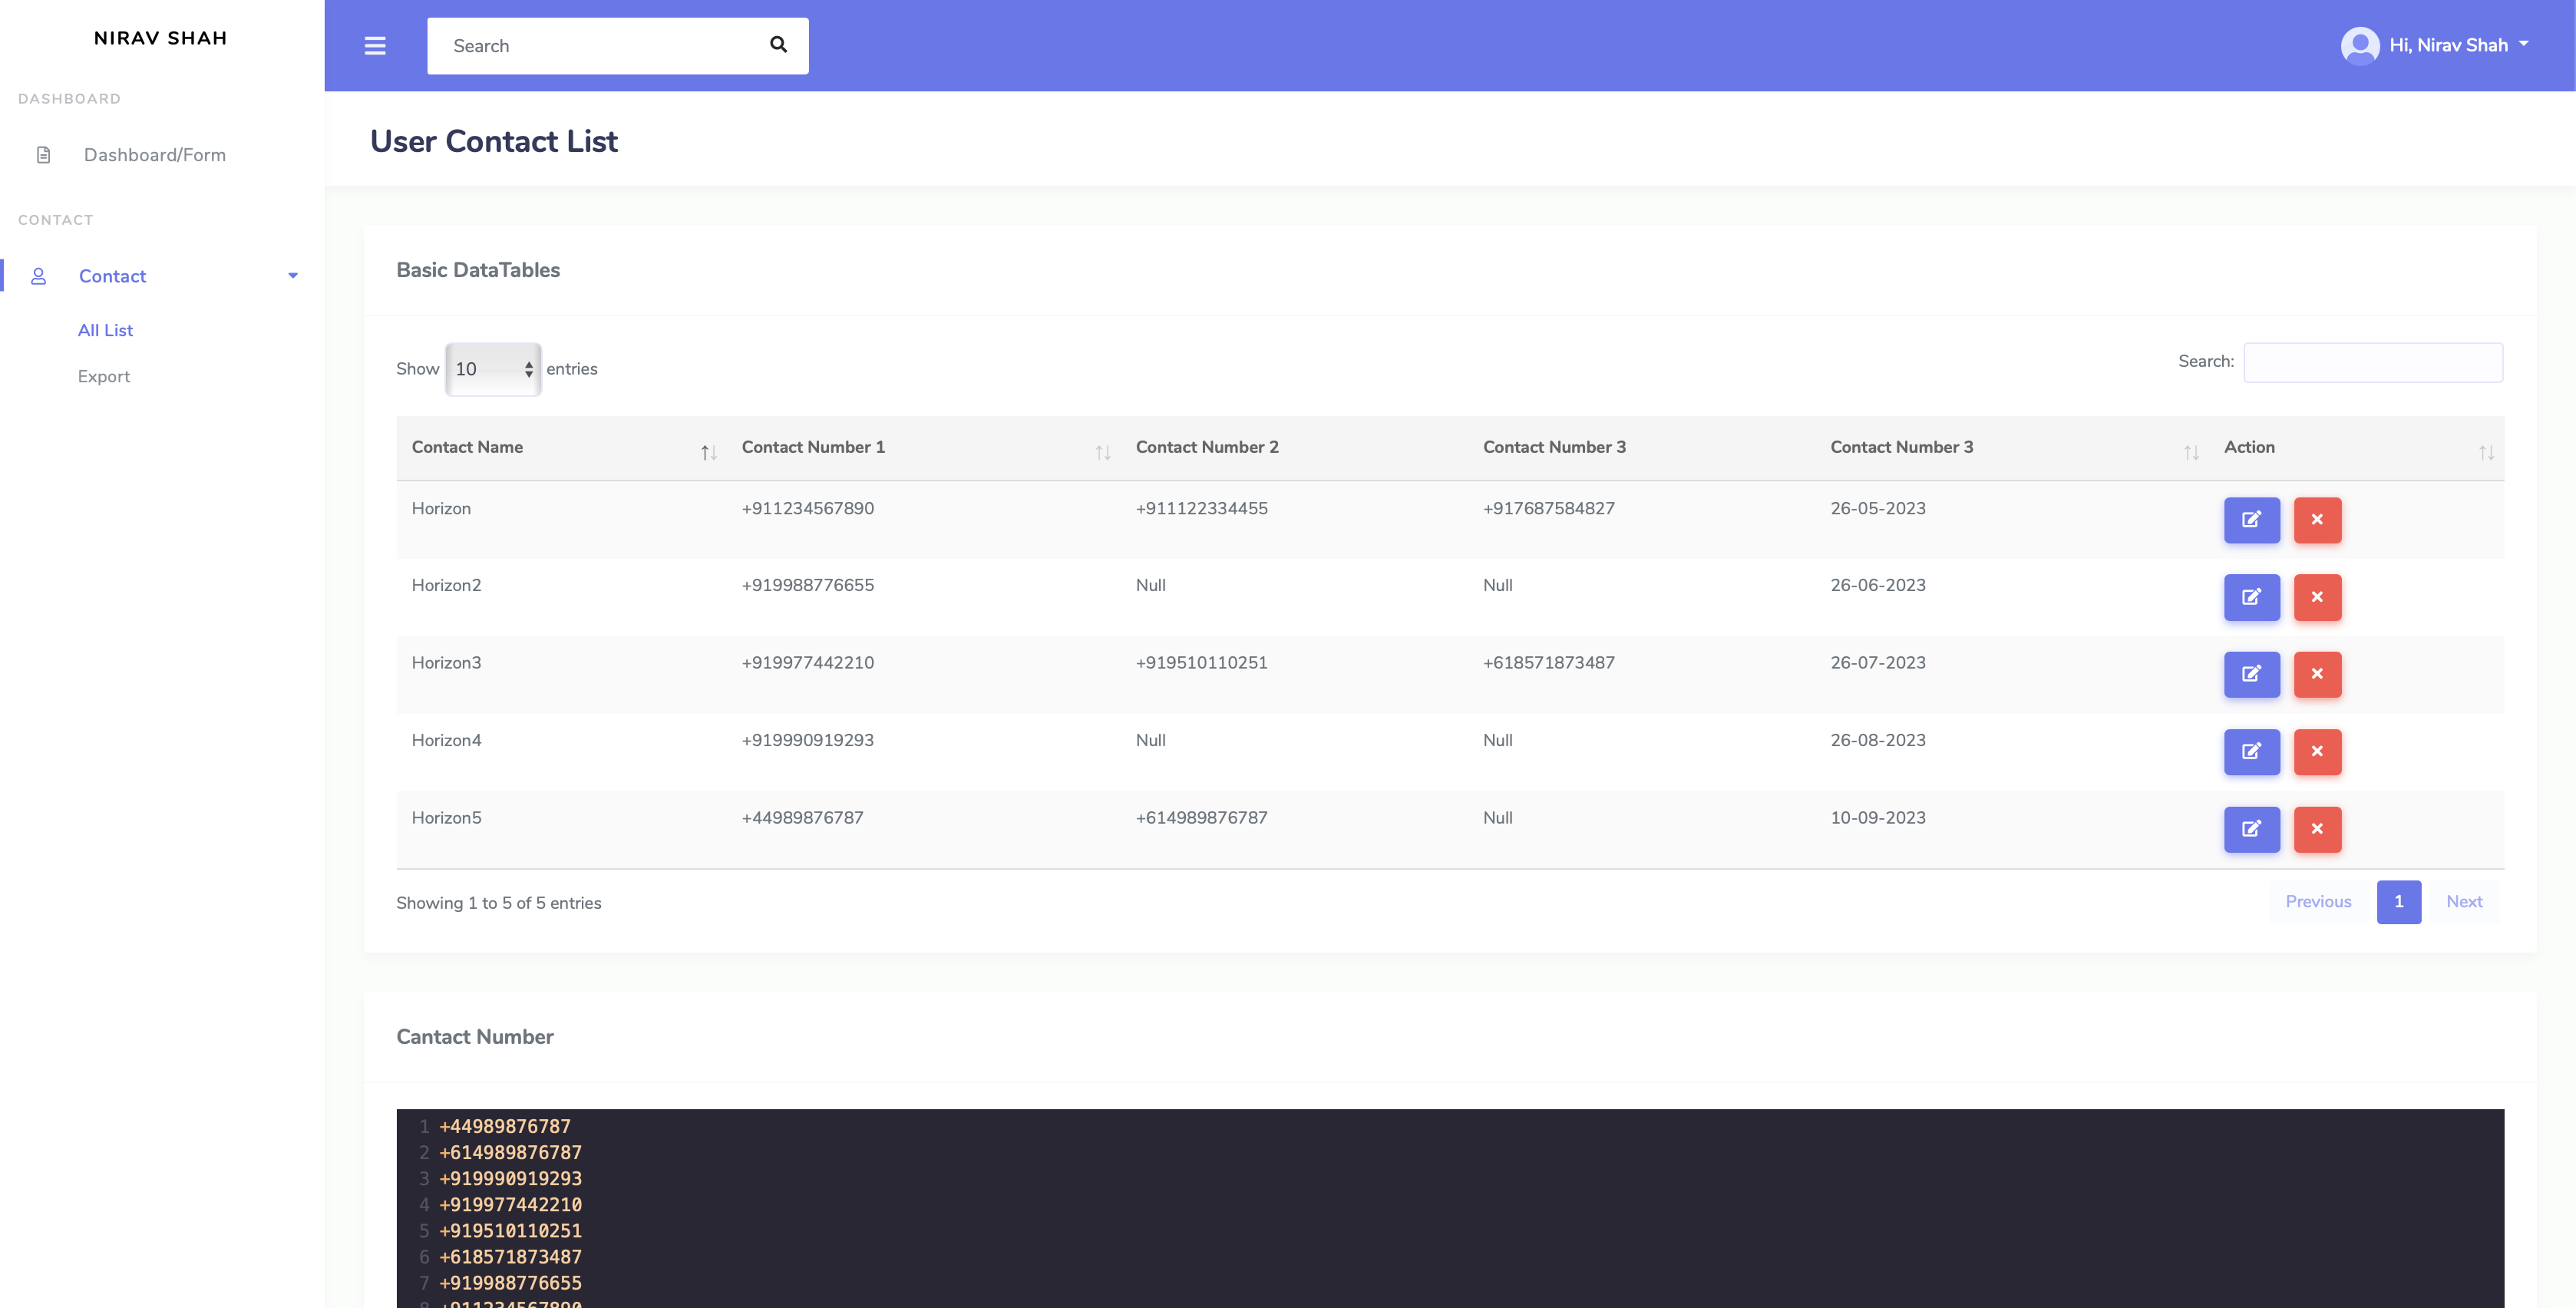 NIRAV SHAH
Search
Hi, Nirav Shah
DASHBOARD
Dashboard/Form
CONTACT
Contact
All List
Export
User Contact List
Basic DataTables
Show 10 entries
Search:
Contact Name Contact Number 1 Contact Number 2 Contact Number 3 Contact Number 3 Action
Horizon +911234567890 +911122334455 +917687584827 26-05-2023
Horizon2 +919988776655 Null Null 26-06-2023
Horizon3 +919977442210 +919510110251 +618571873487 26-07-2023
Horizon4 +919990919293 Null Null 26-08-2023
Horizon5 +44989876787 +614989876787 Null 10-09-2023
Showing 1 to 5 of 5 entries
Previous 1 Next
Cantact Number
1 +44989876787
2 +614989876787
3 +919990919293
4 +919977442210
5 +919510110251
6 +618571873487
7 +919988776655
8 +911234567890